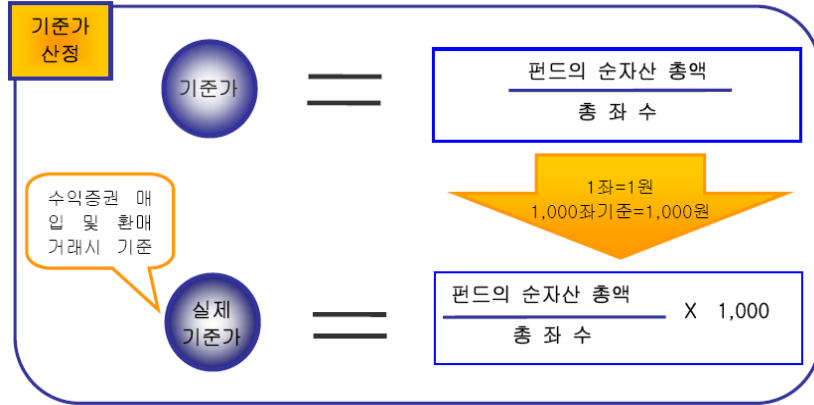 기준가
산정
기준가
펀드의 순자산 총액
총 좌 수
1좌=1원
1,000좌기준=1,000원
수익증권 매
입 및 환매
거래시 기준
실제
기준가
펀드의 순자산 총액
총 좌 수
X 1,000